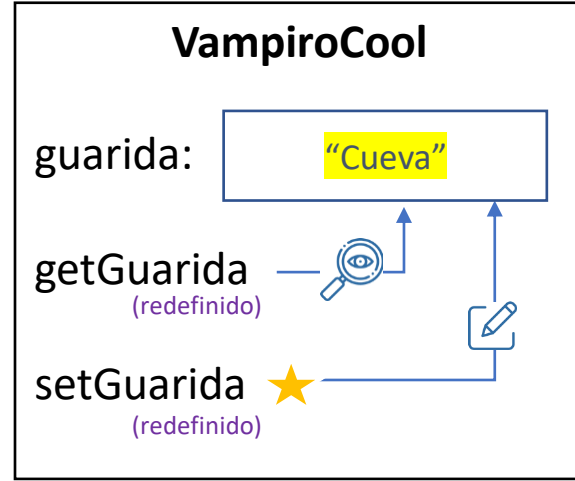 VampiroCool
guarida: “Cueva”
getGuarida
(redefinido)
setGuarida
(redefinido)